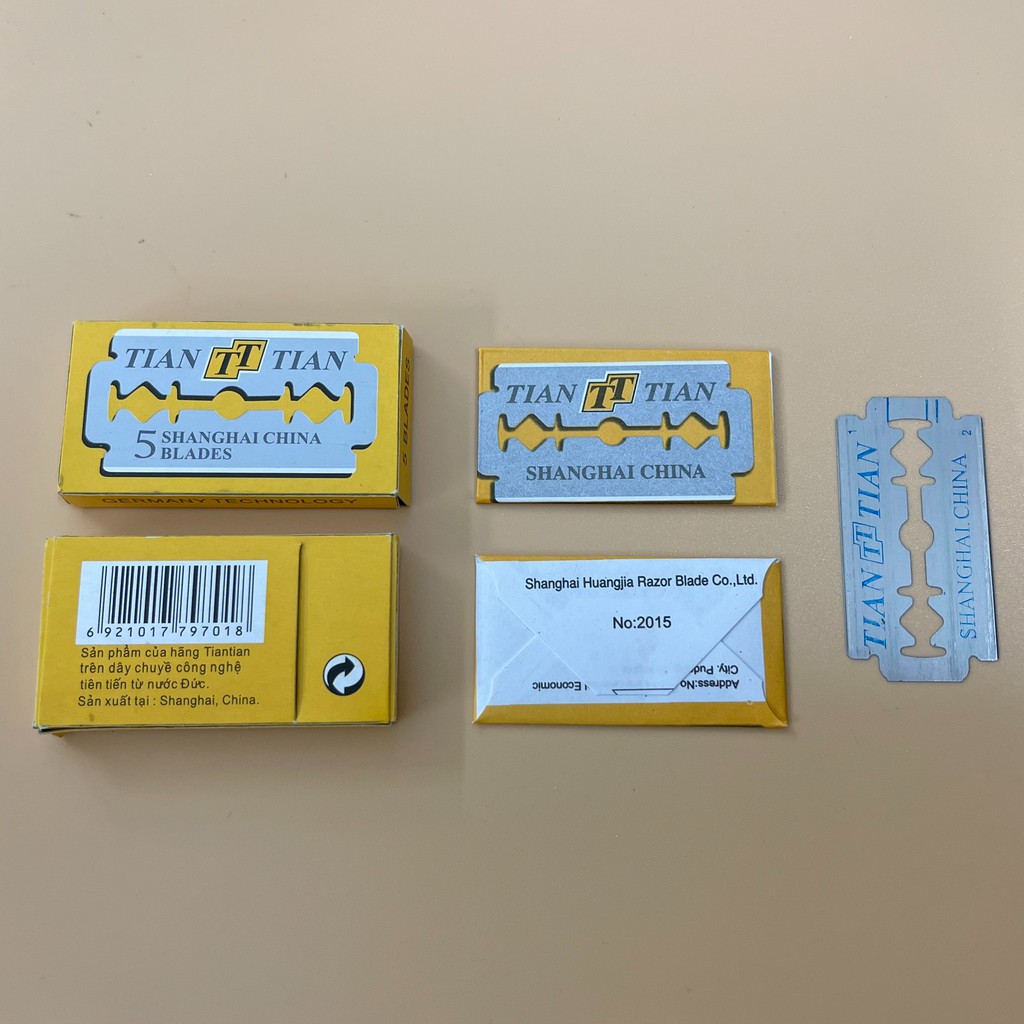 TIAN TT TIAN
5 SHANGHAI CHINA
BLADES
5 BLADES
GERMANY TECHNOLOGY
TIAN TT TIAN
SHANGHAI CHINA
1
2
TIAN TT TIAN
SHANGHAI.CHINA
6 921017 797018
Sản phẩm của hãng Tiantian
trên dây chuyề công nghệ
tiên tiến từ nước Đức.
Sản xuất tại : Shanghai, China.
Shanghai Huangjia Razor Blade Co.,Ltd.
No:2015
Address:No
City.
Economic